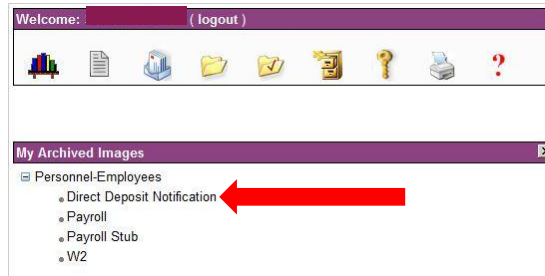 Welcome: ( logout )
?
My Archived Images
Personnel-Employees
Direct Deposit Notification
Payroll
Payroll Stub
W2